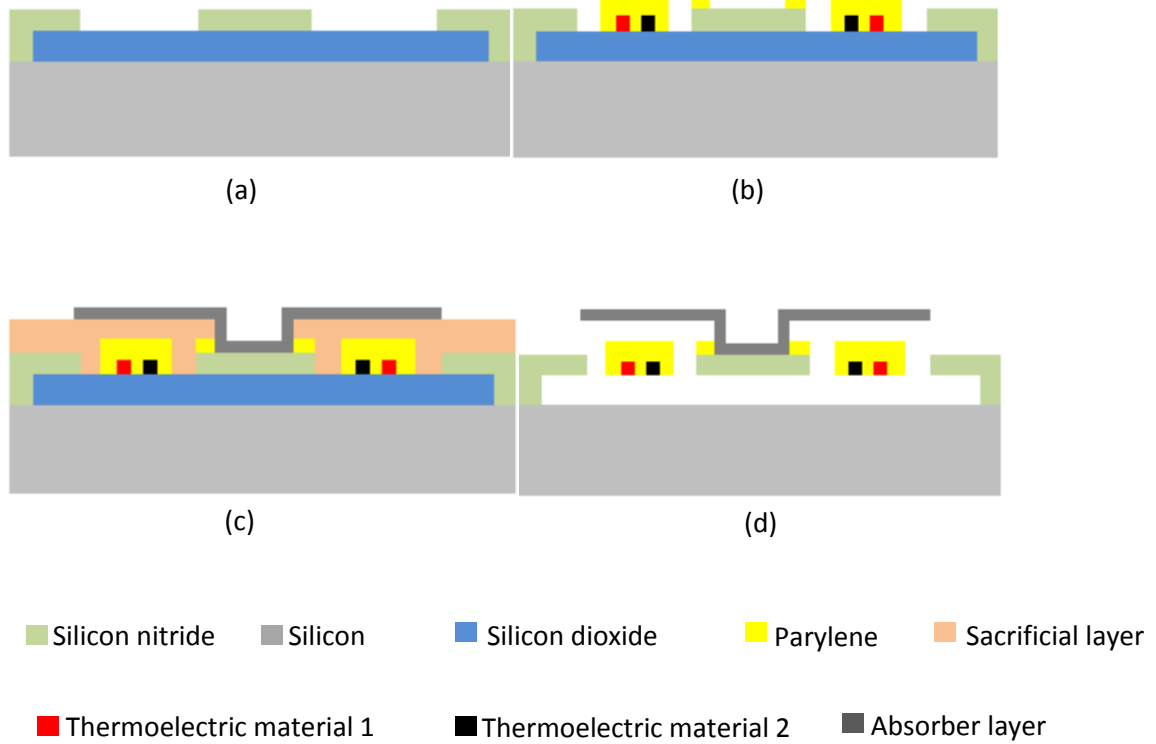 (a)
(b)
(c)
(d)
Silicon nitride
Silicon
Silicon dioxide
Parylene
Sacrificial layer
Thermoelectric material 1
Thermoelectric material 2
Absorber layer